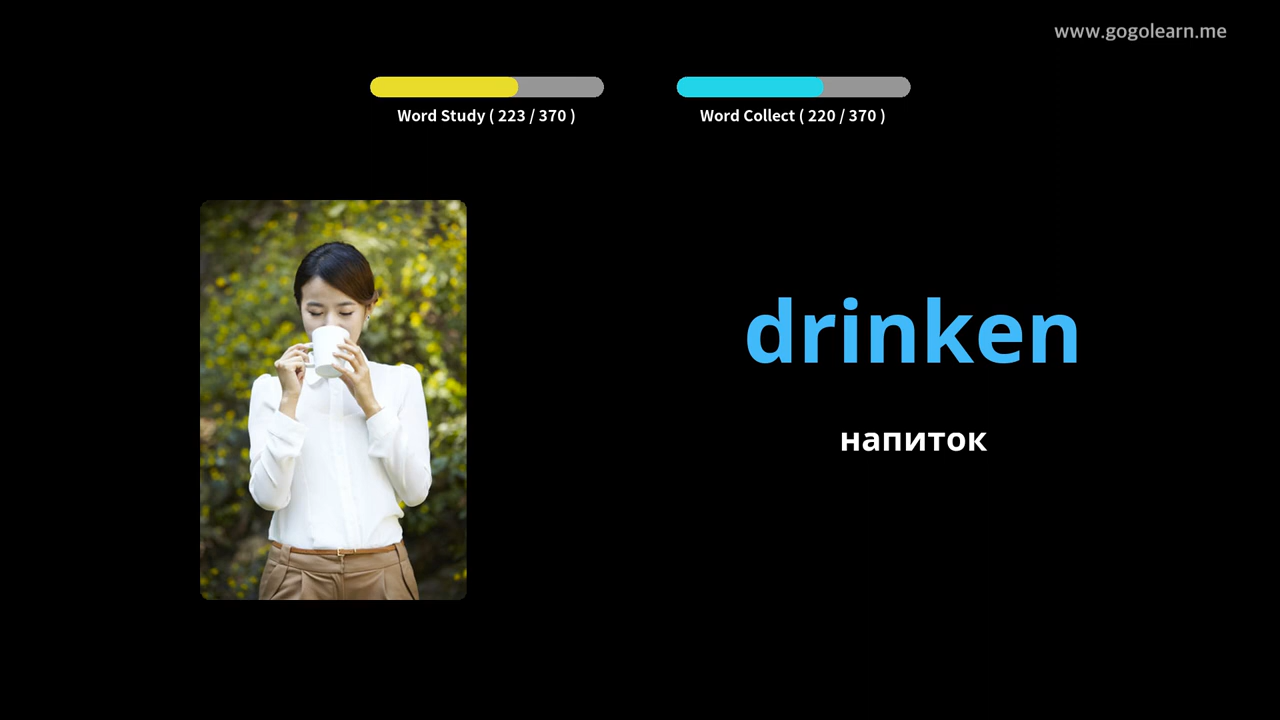 www.gogolearn.me
Word Study ( 223 / 370 )
Word Collect ( 220 / 370 )
drinken
напиток